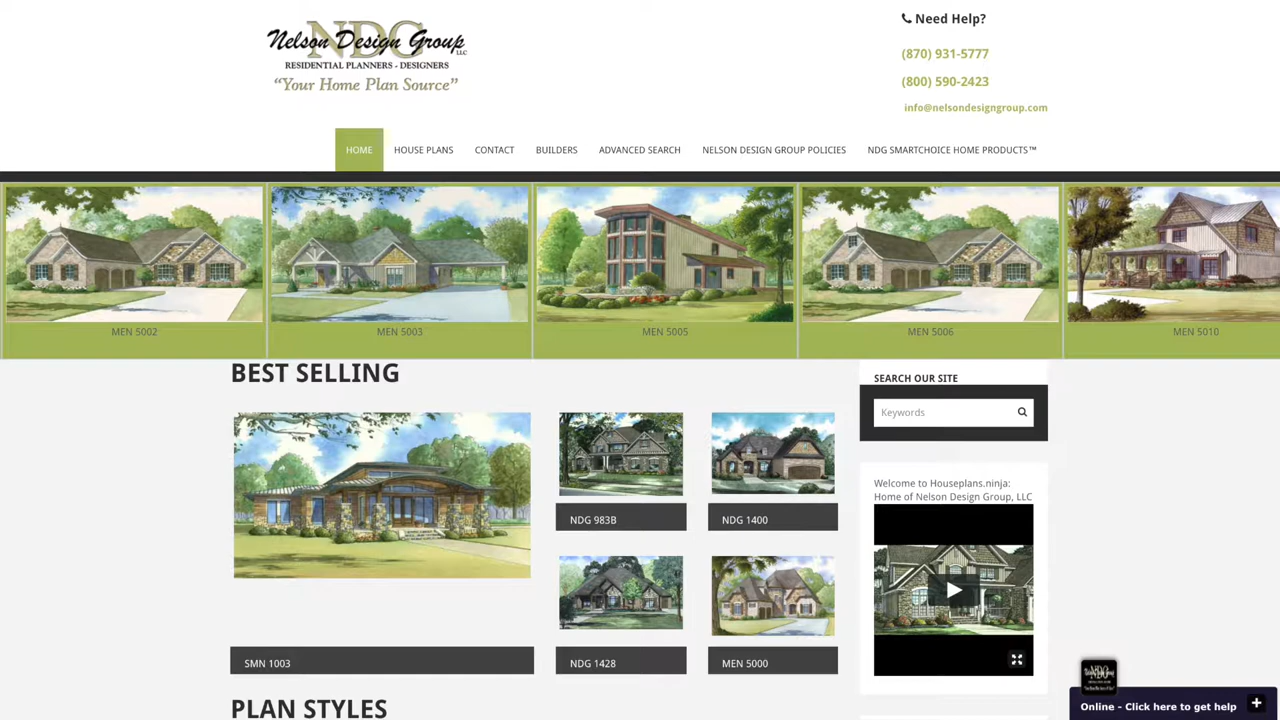 NDG
Nelson Design Group LLC
RESIDENTIAL PLANNERS - DESIGNERS
“Your Home Plan Source”
Need Help?
(870) 931-5777
(800) 590-2423
info@nelsondesigngroup.com
HOME HOUSE PLANS CONTACT BUILDERS ADVANCED SEARCH NELSON DESIGN GROUP POLICIES NDG SMARTCHOICE HOME PRODUCTS™
MEN 5002 MEN 5003 MEN 5005 MEN 5006 MEN 5010
BEST SELLING
NDG 983B NDG 1400
SMN 1003 NDG 1428 MEN 5000
PLAN STYLES
SEARCH OUR SITE
Keywords
Welcome to Houseplans.ninja:
Home of Nelson Design Group, LLC
Online - Click here to get help